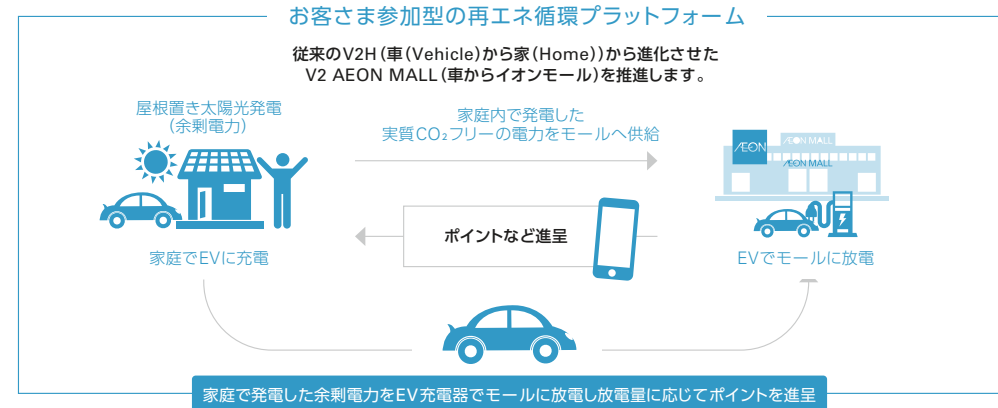 お客さま参加型の再エネ循環プラットフォーム
従来のV2H（車（Vehicle）から家（Home））から進化させた
V2 AEON MALL（車からイオンモール）を推進します。
屋根置き太陽光発電
（余剰電力）
家庭内で発電した
実質CO₂フリーの電力をモールへ供給
ÆON
ÆON MALL
ÆON MALL
ポイントなど進呈
家庭でEVに充電
EVでモールに放電
家庭で発電した余剰電力をEV充電器でモールに放電し放電量に応じてポイントを進呈